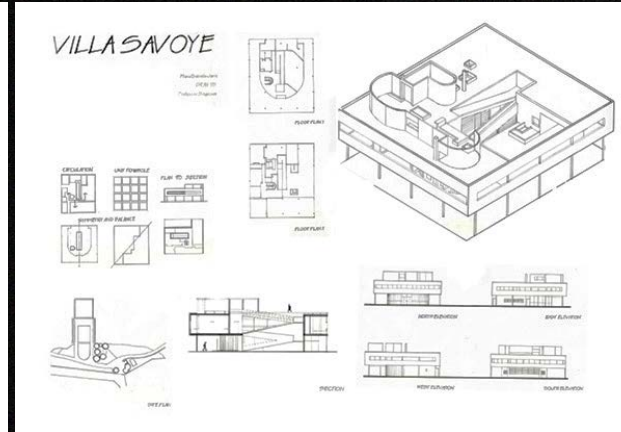 VILLA SAVOYE
FLOOR PLAN 1
FLOOR PLAN 2
CIRCULATION
UNIT TO WHOLE
PLAN TO SECTION
SYMMETRY AND BALANCE
NORTH ELEVATION
EAST ELEVATION
WEST ELEVATION
SOUTH ELEVATION
SITE PLAN
SECTION